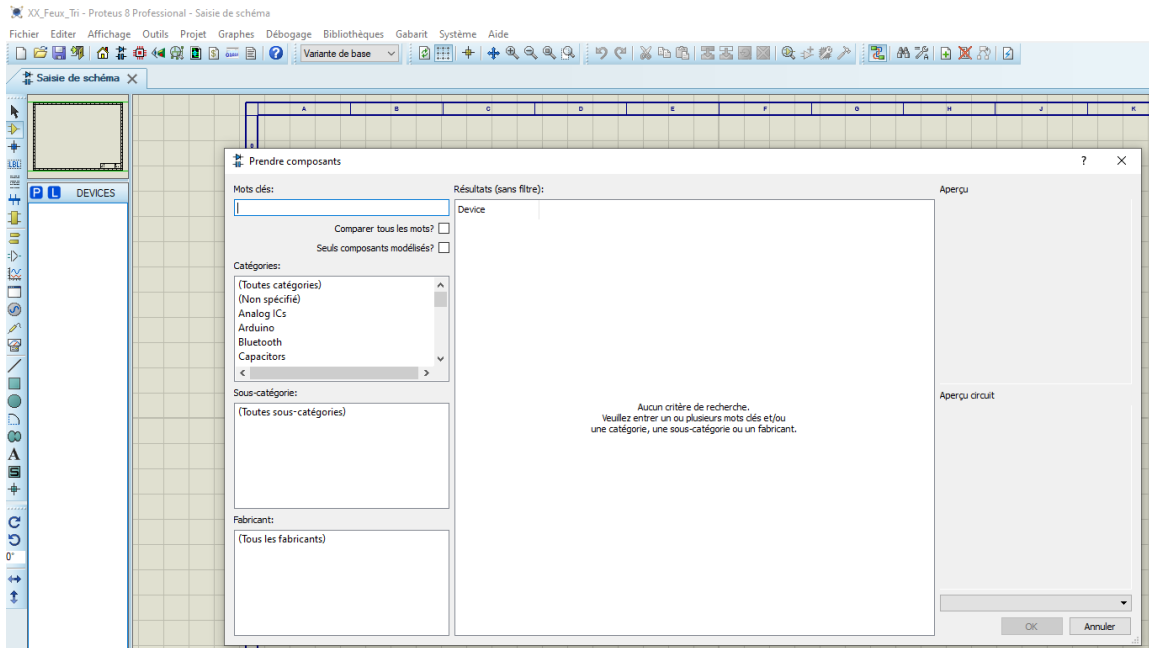 XX_Feux_Tri - Proteus 8 Professional - Saisie de schéma
Fichier Editer Affichage Outils Projet Graphes Débogage Bibliothèques Gabarit Système Aide
Variante de base
Saisie de schéma
A B C D E F G H J K
Prendre composants ? X
P L DEVICES
Mots clés:
Résultats (sans filtre):
Aperçu
Device
Comparer tous les mots?
Seuls composants modélisés?
Catégories:
(Toutes catégories)
(Non spécifié)
Analog ICs
Arduino
Bluetooth
Capacitors
Sous-catégorie:
(Toutes sous-catégories)
Aucun critère de recherche.
Veuillez entrer un ou plusieurs mots clés et/ou
une catégorie, une sous-catégorie ou un fabricant.
Aperçu circuit
Fabricant:
(Tous les fabricants)
0°
OK Annuler
LBL
A
S